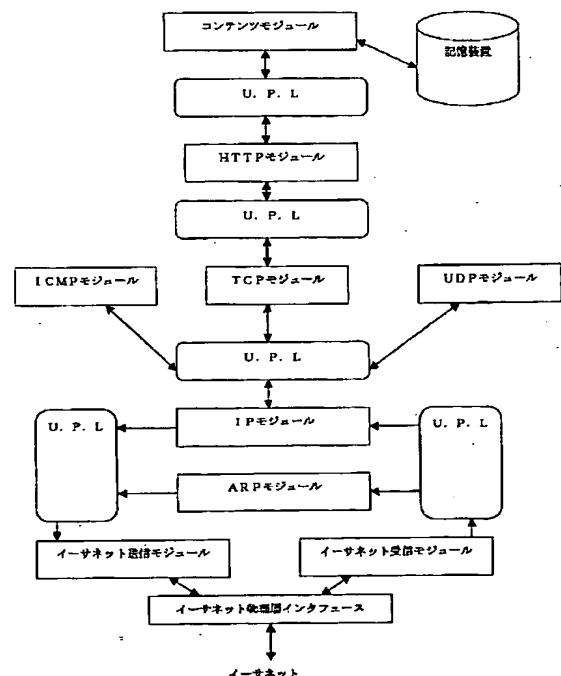 コンテンツモジュール
記憶装置
U．P．L
HTTPモジュール
U．P．L
ICMPモジュール
TCPモジュール
UDPモジュール
U．P．L
U．P．L
IPモジュール
U．P．L
ARPモジュール
イーサネット送信モジュール
イーサネット受信モジュール
イーサネット物理層インタフェース
イーサネット